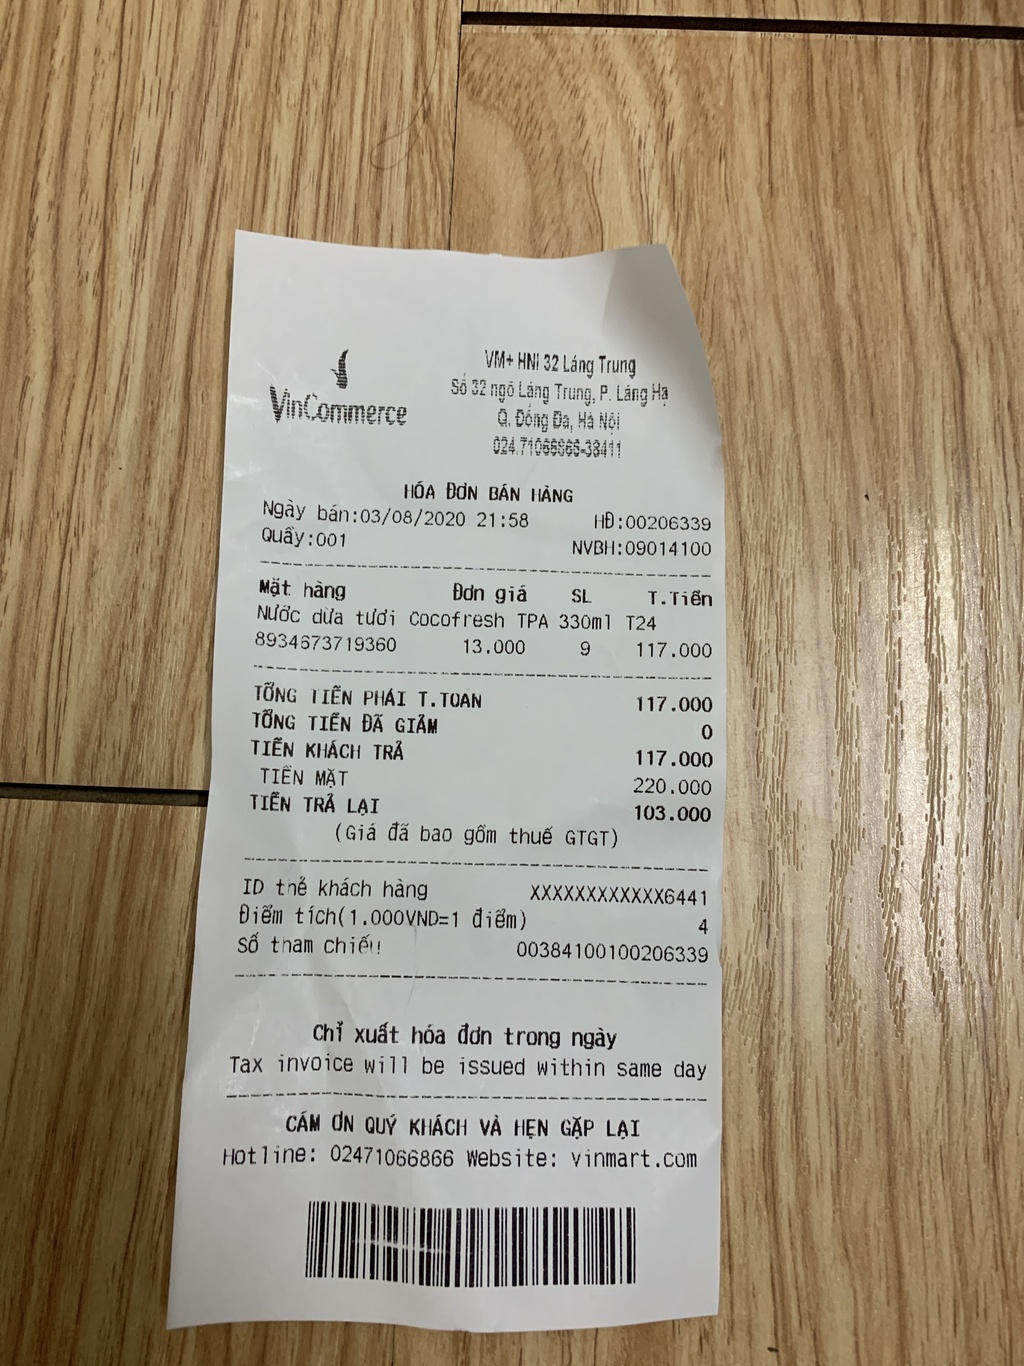 VinCommerce
VM+ HNI 32 Láng Trung
Số 32 ngõ Láng Trung, P. Láng Hạ
Q. Đống Đa, Hà Nội
024.71066866-38411
HÓA ĐƠN BÁN HÀNG
Ngày bán:03/08/2020 21:58 HĐ:00206339
Quầy:001 NVBH:09014100
Mặt hàng Đơn giá SL T.Tiền
Nước dừa tươi Cocofresh TPA 330ml T24
8934673719360 13.000 9 117.000
TỔNG TIỀN PHẢI T.TOÁN 117.000
TỔNG TIỀN ĐÃ GIẢM 0
TIỀN KHÁCH TRẢ 117.000
TIỀN MẶT 220.000
TIỀN TRẢ LẠI 103.000
(Giá đã bao gồm thuế GTGT)
ID thẻ khách hàng XXXXXXXXXXXX6441
Điểm tích(1.000VND=1 điểm) 4
Số tham chiếu 00384100100206339
Chỉ xuất hóa đơn trong ngày
Tax invoice will be issued within same day
CẢM ƠN QUÝ KHÁCH VÀ HẸN GẶP LẠI
Hotline: 02471066866 Website: vinmart.com